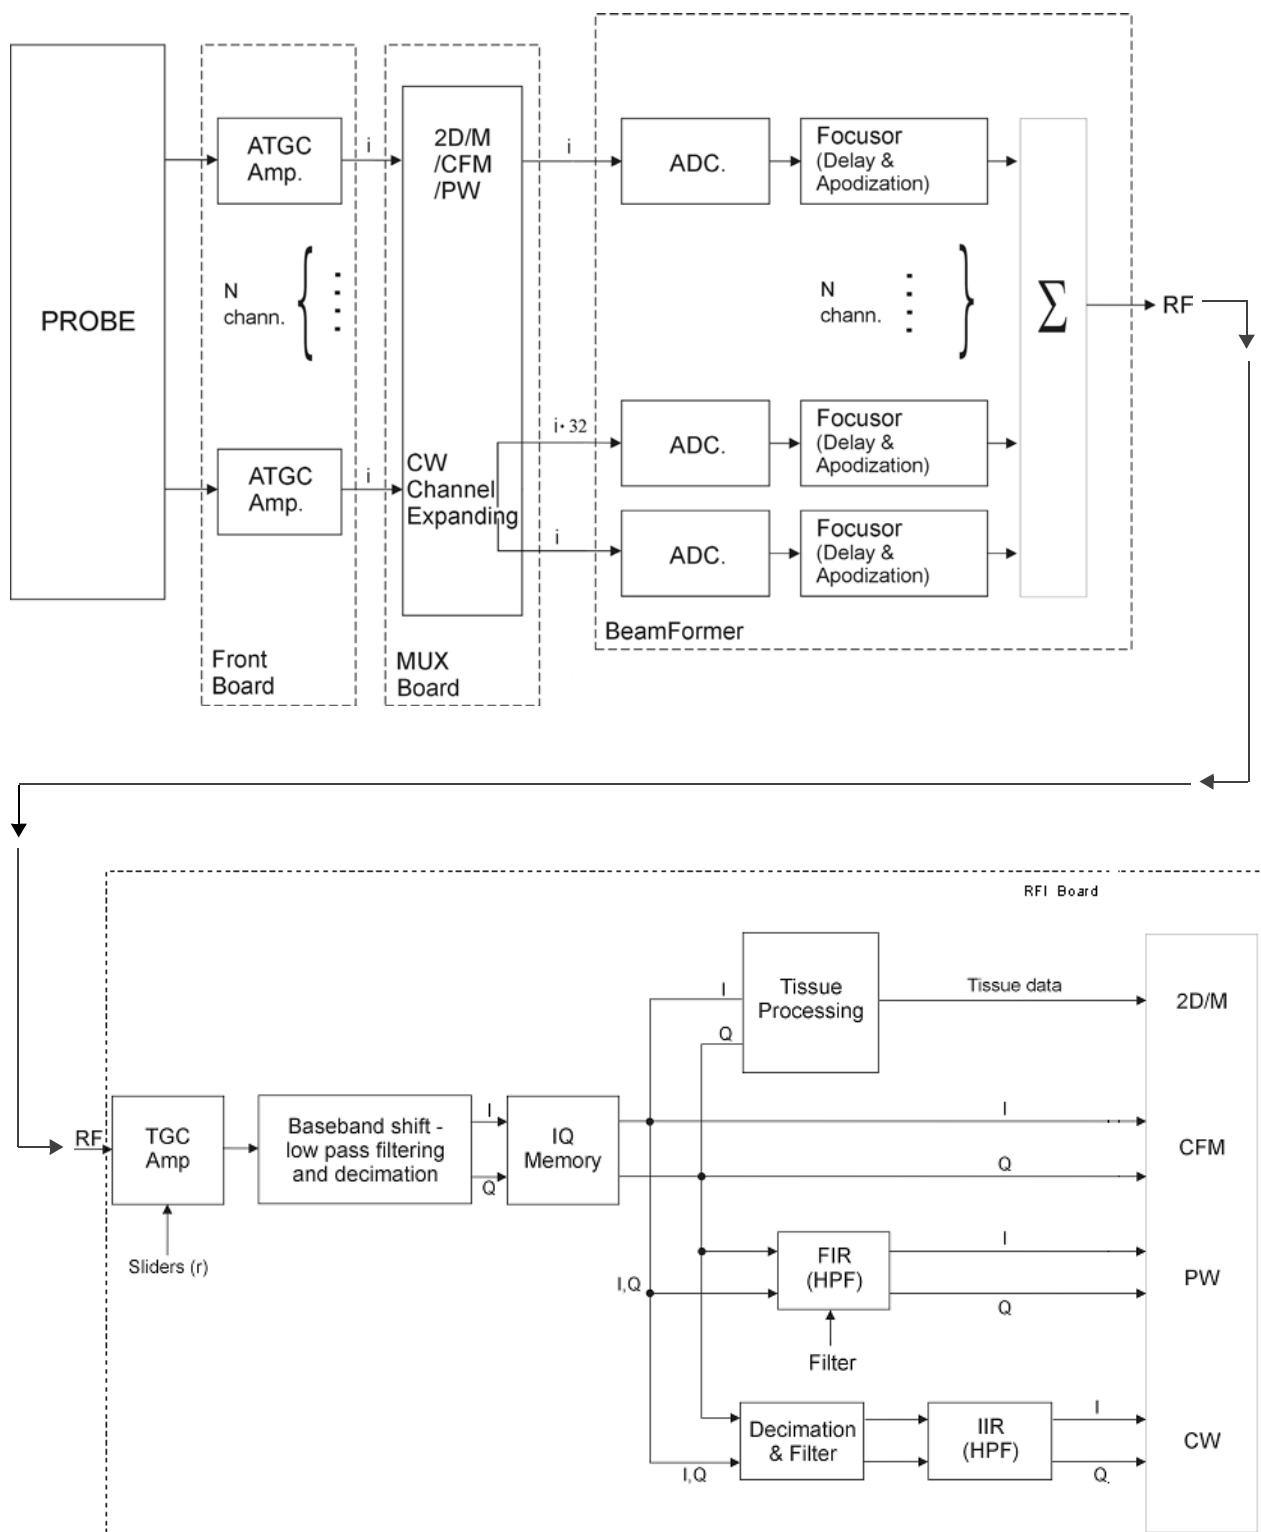 PROBE
ATGC
Amp.
i
N
chann.
ATGC
Amp.
i
Front
Board
2D/M
/CFM
/PW
CW
Channel
Expanding
MUX
Board
i
i· 32
i
ADC.
Focusor
(Delay &
Apodization)
N
chann.
ADC.
Focusor
(Delay &
Apodization)
ADC.
Focusor
(Delay &
Apodization)
BeamFormer
∑
RF
RFI Board
RF
TGC
Amp
Sliders (r)
Baseband shift -
low pass filtering
and decimation
I
Q
IQ
Memory
I
Q
Tissue
Processing
Tissue data
2D/M
I
Q
CFM
I,Q
FIR
(HPF)
Filter
I
Q
PW
I,Q
Decimation
& Filter
IIR
(HPF)
I
Q.
CW